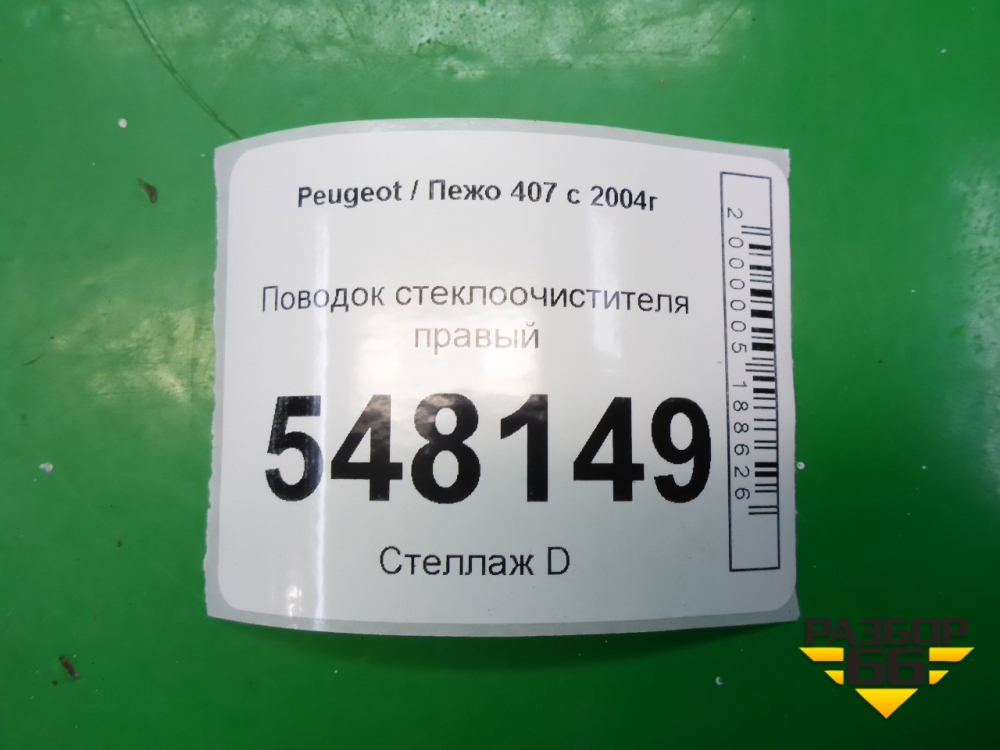 Peugeot / Пежо 407 с 2004г
Поводок стеклоочистителя
правый
548149
Стеллаж D
2000005188626
РАЗБОР
66